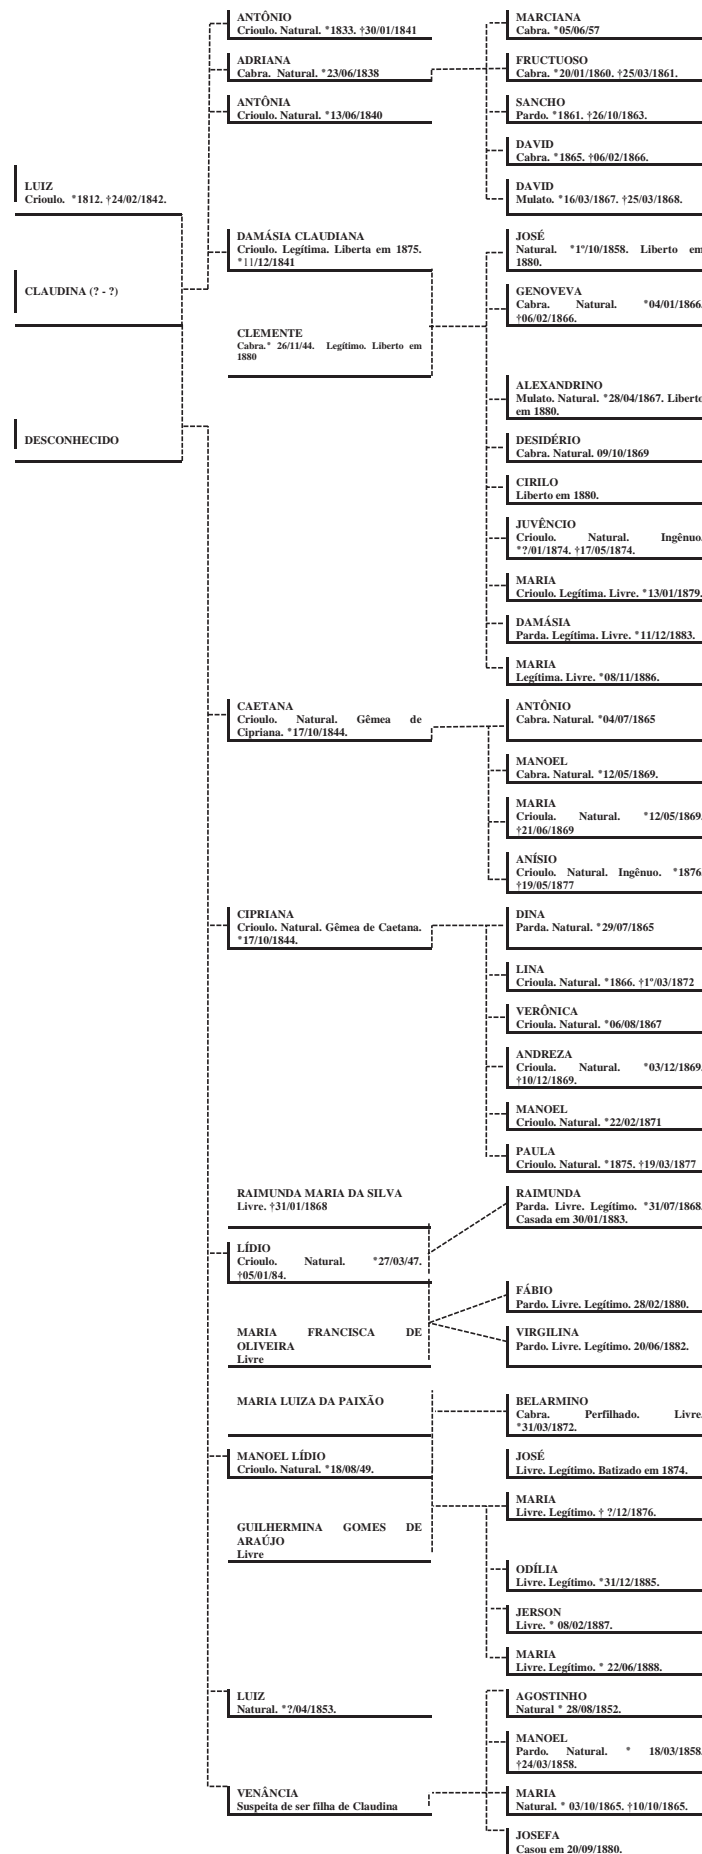 LUIZ
Crioulo. *1812. †24/02/1842.
CLAUDINA (? - ?)
DESCONHECIDO
ANTÔNIO
Crioulo. Natural. *1833. †30/01/1841
ADRIANA
Cabra. Natural. *23/06/1838
ANTÔNIA
Crioulo. Natural. *13/06/1840
DAMÁSIA CLAUDIANA
Crioulo. Legítima. Liberta em 1875.
*11/12/1841
CLEMENTE
Cabra.* 26/11/44. Legítimo. Liberto em
1880
CAETANA
Crioulo. Natural. Gêmea de
Cipriana. *17/10/1844.
CIPRIANA
Crioulo. Natural. Gêmea de Caetana.
*17/10/1844.
RAIMUNDA MARIA DA SILVA
Livre. †31/01/1868
LÍDIO
Crioulo. Natural. *27/03/47.
†05/01/84.
MARIA FRANCISCA DE
OLIVEIRA
Livre
MARIA LUIZA DA PAIXÃO
MANOEL LÍDIO
Crioulo. Natural. *18/08/49.
GUILHERMINA GOMES DE
ARAÚJO
Livre
LUIZ
Natural. *?/04/1853.
VENÂNCIA
Suspeita de ser filha de Claudina
MARCIANA
Cabra. *05/06/57
FRUCTUOSO
Cabra. *20/01/1860. †25/03/1861.
SANCHO
Pardo. *1861. †26/10/1863.
DAVID
Cabra. *1865. †06/02/1866.
DAVID
Mulato. *16/03/1867. †25/03/1868.
JOSÉ
Natural. *1º/10/1858. Liberto em
1880.
GENOVEVA
Cabra. Natural. *04/01/1866.
†06/02/1866.
ALEXANDRINO
Mulato. Natural. *28/04/1867. Liberto
em 1880.
DESIDÉRIO
Cabra. Natural. 09/10/1869
CIRILO
Liberto em 1880.
JUVÊNCIO
Crioulo. Natural. Ingênuo.
*?/01/1874. †17/05/1874.
MARIA
Crioulo. Legítima. Livre. *13/01/1879.
DAMÁSIA
Parda. Legítima. Livre. *11/12/1883.
MARIA
Legítima. Livre. *08/11/1886.
ANTÔNIO
Cabra. Natural. *04/07/1865
MANOEL
Cabra. Natural. *12/05/1869.
MARIA
Crioula. Natural. *12/05/1869.
†21/06/1869
ANÍSIO
Crioulo. Natural. Ingênuo. *1876.
†19/05/1877
DINA
Parda. Natural. *29/07/1865
LINA
Crioula. Natural. *1866. †1º/03/1872
VERÔNICA
Crioula. Natural. *06/08/1867
ANDREZA
Crioula. Natural. *03/12/1869.
†10/12/1869.
MANOEL
Crioulo. Natural. *22/02/1871
PAULA
Crioulo. Natural. *1875. †19/03/1877
RAIMUNDA
Parda. Livre. Legítimo. *31/07/1868.
Casada em 30/01/1883.
FÁBIO
Pardo. Livre. Legítimo. 28/02/1880.
VIRGILINA
Pardo. Livre. Legítimo. 20/06/1882.
BELARMINO
Cabra. Perfilhado. Livre.
*31/03/1872.
JOSÉ
Livre. Legítimo. Batizado em 1874.
MARIA
Livre. Legítimo. † ?/12/1876.
ODÍLIA
Livre. Legítimo. *31/12/1885.
JERSON
Livre. * 08/02/1887.
MARIA
Livre. Legítimo. * 22/06/1888.
AGOSTINHO
Natural * 28/08/1852.
MANOEL
Pardo. Natural. * 18/03/1858.
†24/03/1858.
MARIA
Natural. * 03/10/1865. †10/10/1865.
JOSEFA
Casou em 20/09/1880.